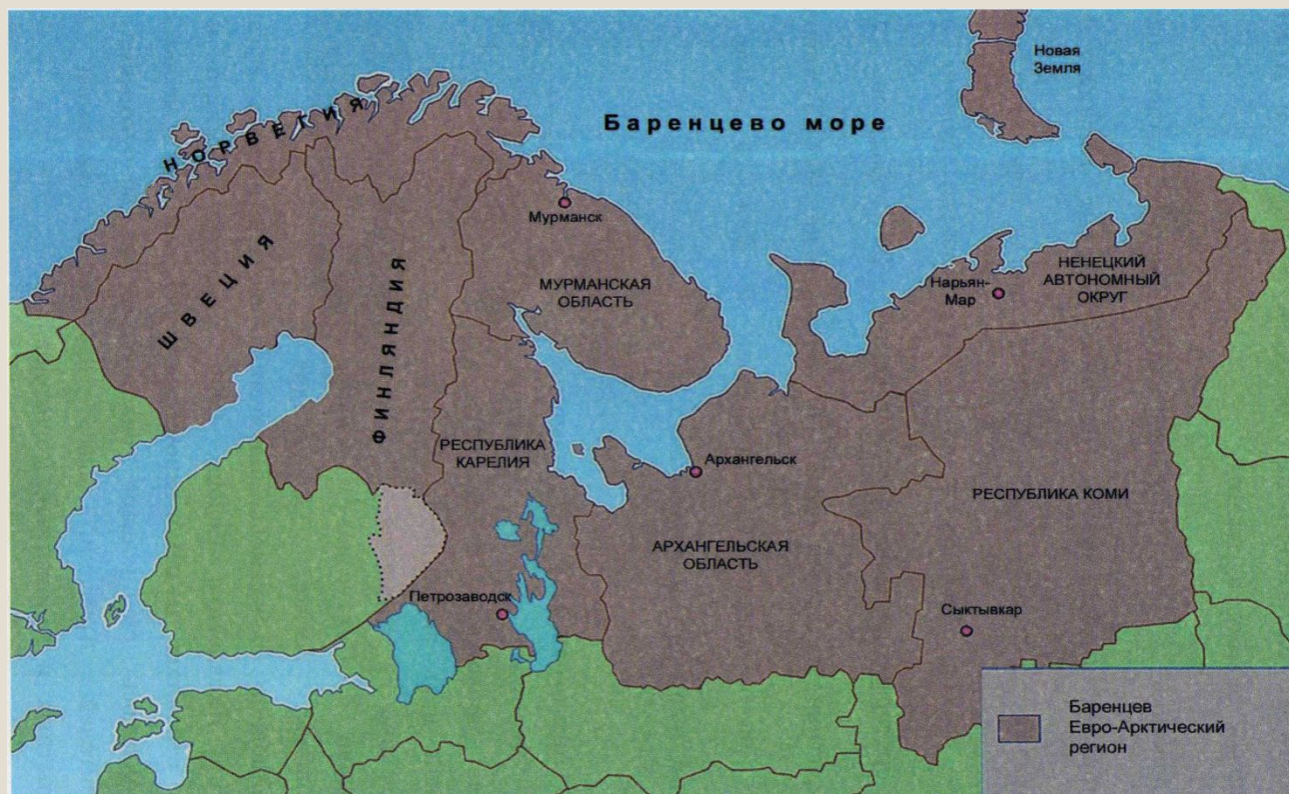 Новая
Земля
Баренцево море
НОРВЕГИЯ
Мурманск
ШВЕЦИЯ
ФИНЛЯНДИЯ
МУРМАНСКАЯ
ОБЛАСТЬ
НЕНЕЦКИЙ
АВТОНОМНЫЙ
ОКРУГ
Нарьян-
Мар
РЕСПУБЛИКА
КАРЕЛИЯ
Архангельск
РЕСПУБЛИКА КОМИ
АРХАНГЕЛЬСКАЯ
ОБЛАСТЬ
Петрозаводск
Сыктывкар
Баренцев
Евро-Арктический
регион